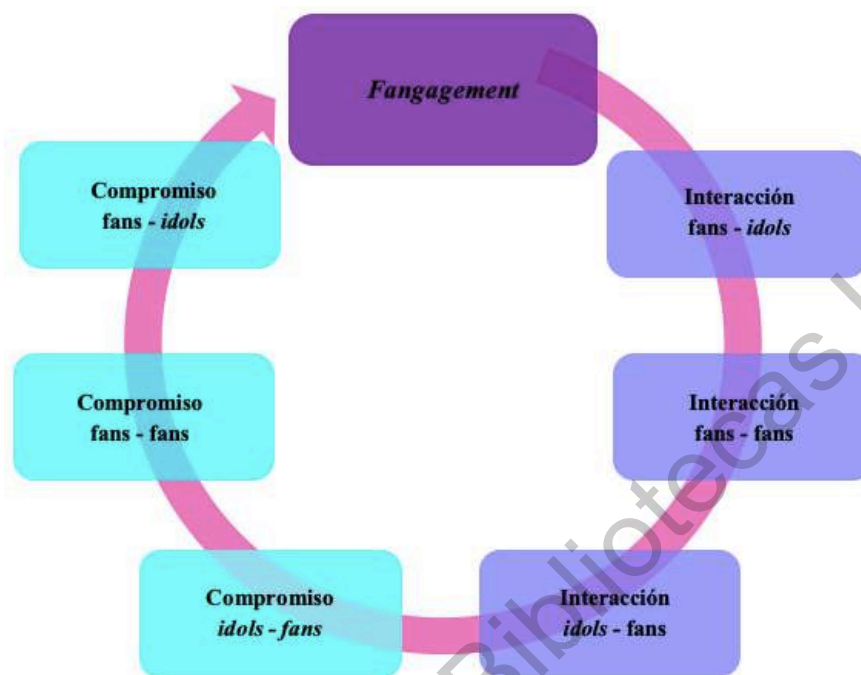 Fangagement
Interacción
fans - idols
Interacción
fans - fans
Interacción
idols - fans
Compromiso
idols - fans
Compromiso
fans - fans
Compromiso
fans - idols
Bibliotecas